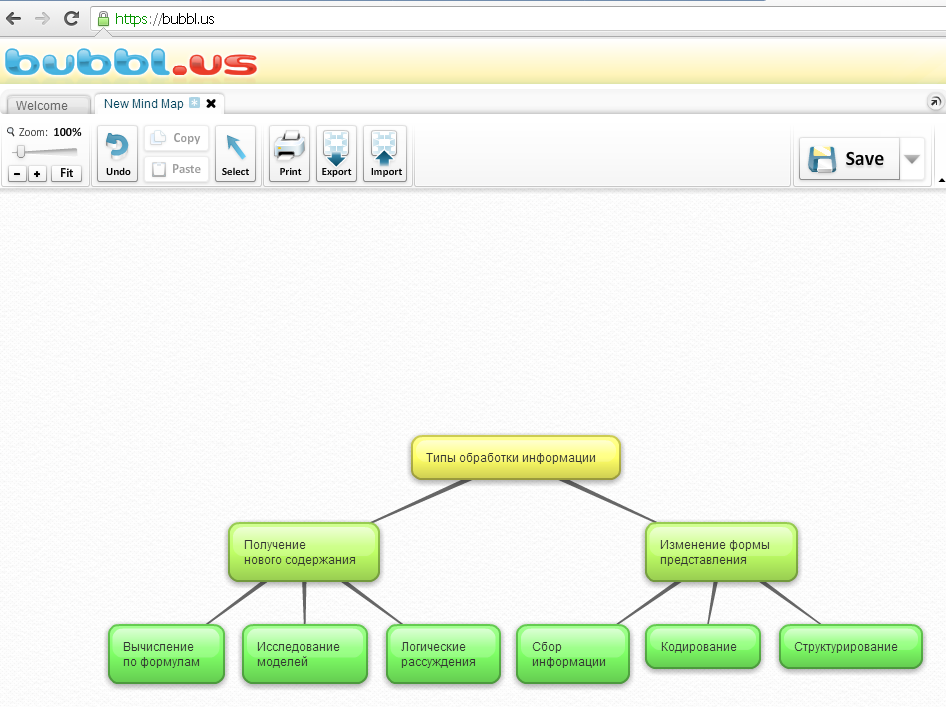 https://bubbl.us
bubbl.us
Welcome
New Mind Map
Zoom: 100%
Fit
Undo
Copy
Paste
Select
Print
Export
Import
Save
Типы обработки информации
Получение
нового содержания
Изменение формы
представления
Вычисление
по формулам
Исследование
моделей
Логические
рассуждения
Сбор
информации
Кодирование
Структурирование